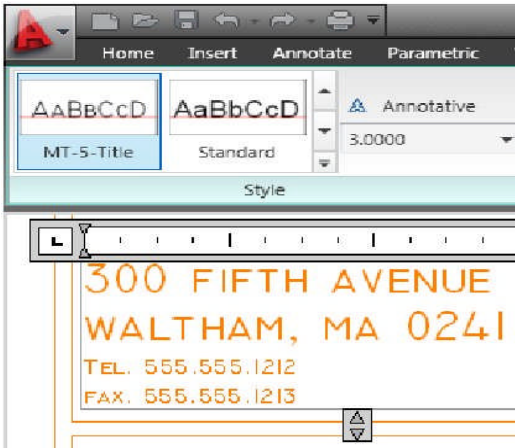 Home Insert Annotate Parametric
AABBCCD AaBbCcD Annotative
MT-5-Title Standard 3.0000
Style
300 FIFTH AVENUE
WALTHAM, MA 0241
TEL. 555.555.1212
FAX. 555.555.1213